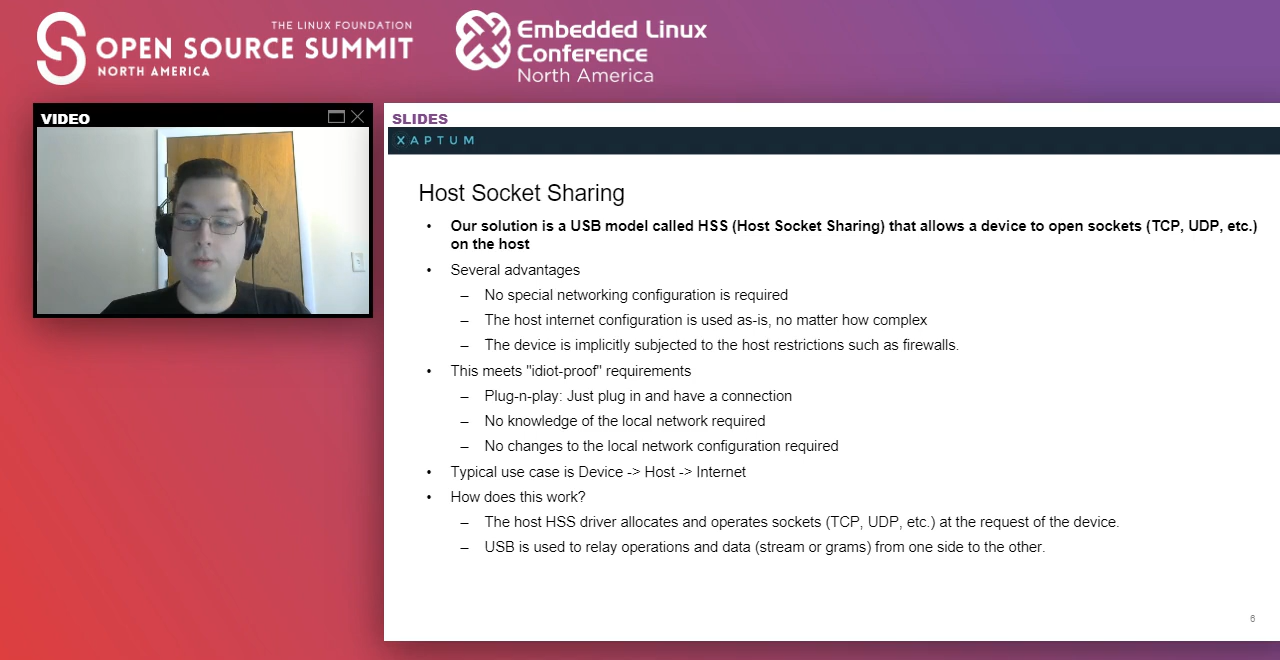 THE LINUX FOUNDATION
OPEN SOURCE SUMMIT
NORTH AMERICA
Embedded Linux
Conference
North America
VIDEO
SLIDES
XAPTUM
Host Socket Sharing
• Our solution is a USB model called HSS (Host Socket Sharing) that allows a device to open sockets (TCP, UDP, etc.)
on the host
• Several advantages
– No special networking configuration is required
– The host internet configuration is used as-is, no matter how complex
– The device is implicitly subjected to the host restrictions such as firewalls.
• This meets "idiot-proof" requirements
– Plug-n-play: Just plug in and have a connection
– No knowledge of the local network required
– No changes to the local network configuration required
• Typical use case is Device -> Host -> Internet
• How does this work?
– The host HSS driver allocates and operates sockets (TCP, UDP, etc.) at the request of the device.
– USB is used to relay operations and data (stream or grams) from one side to the other.
6